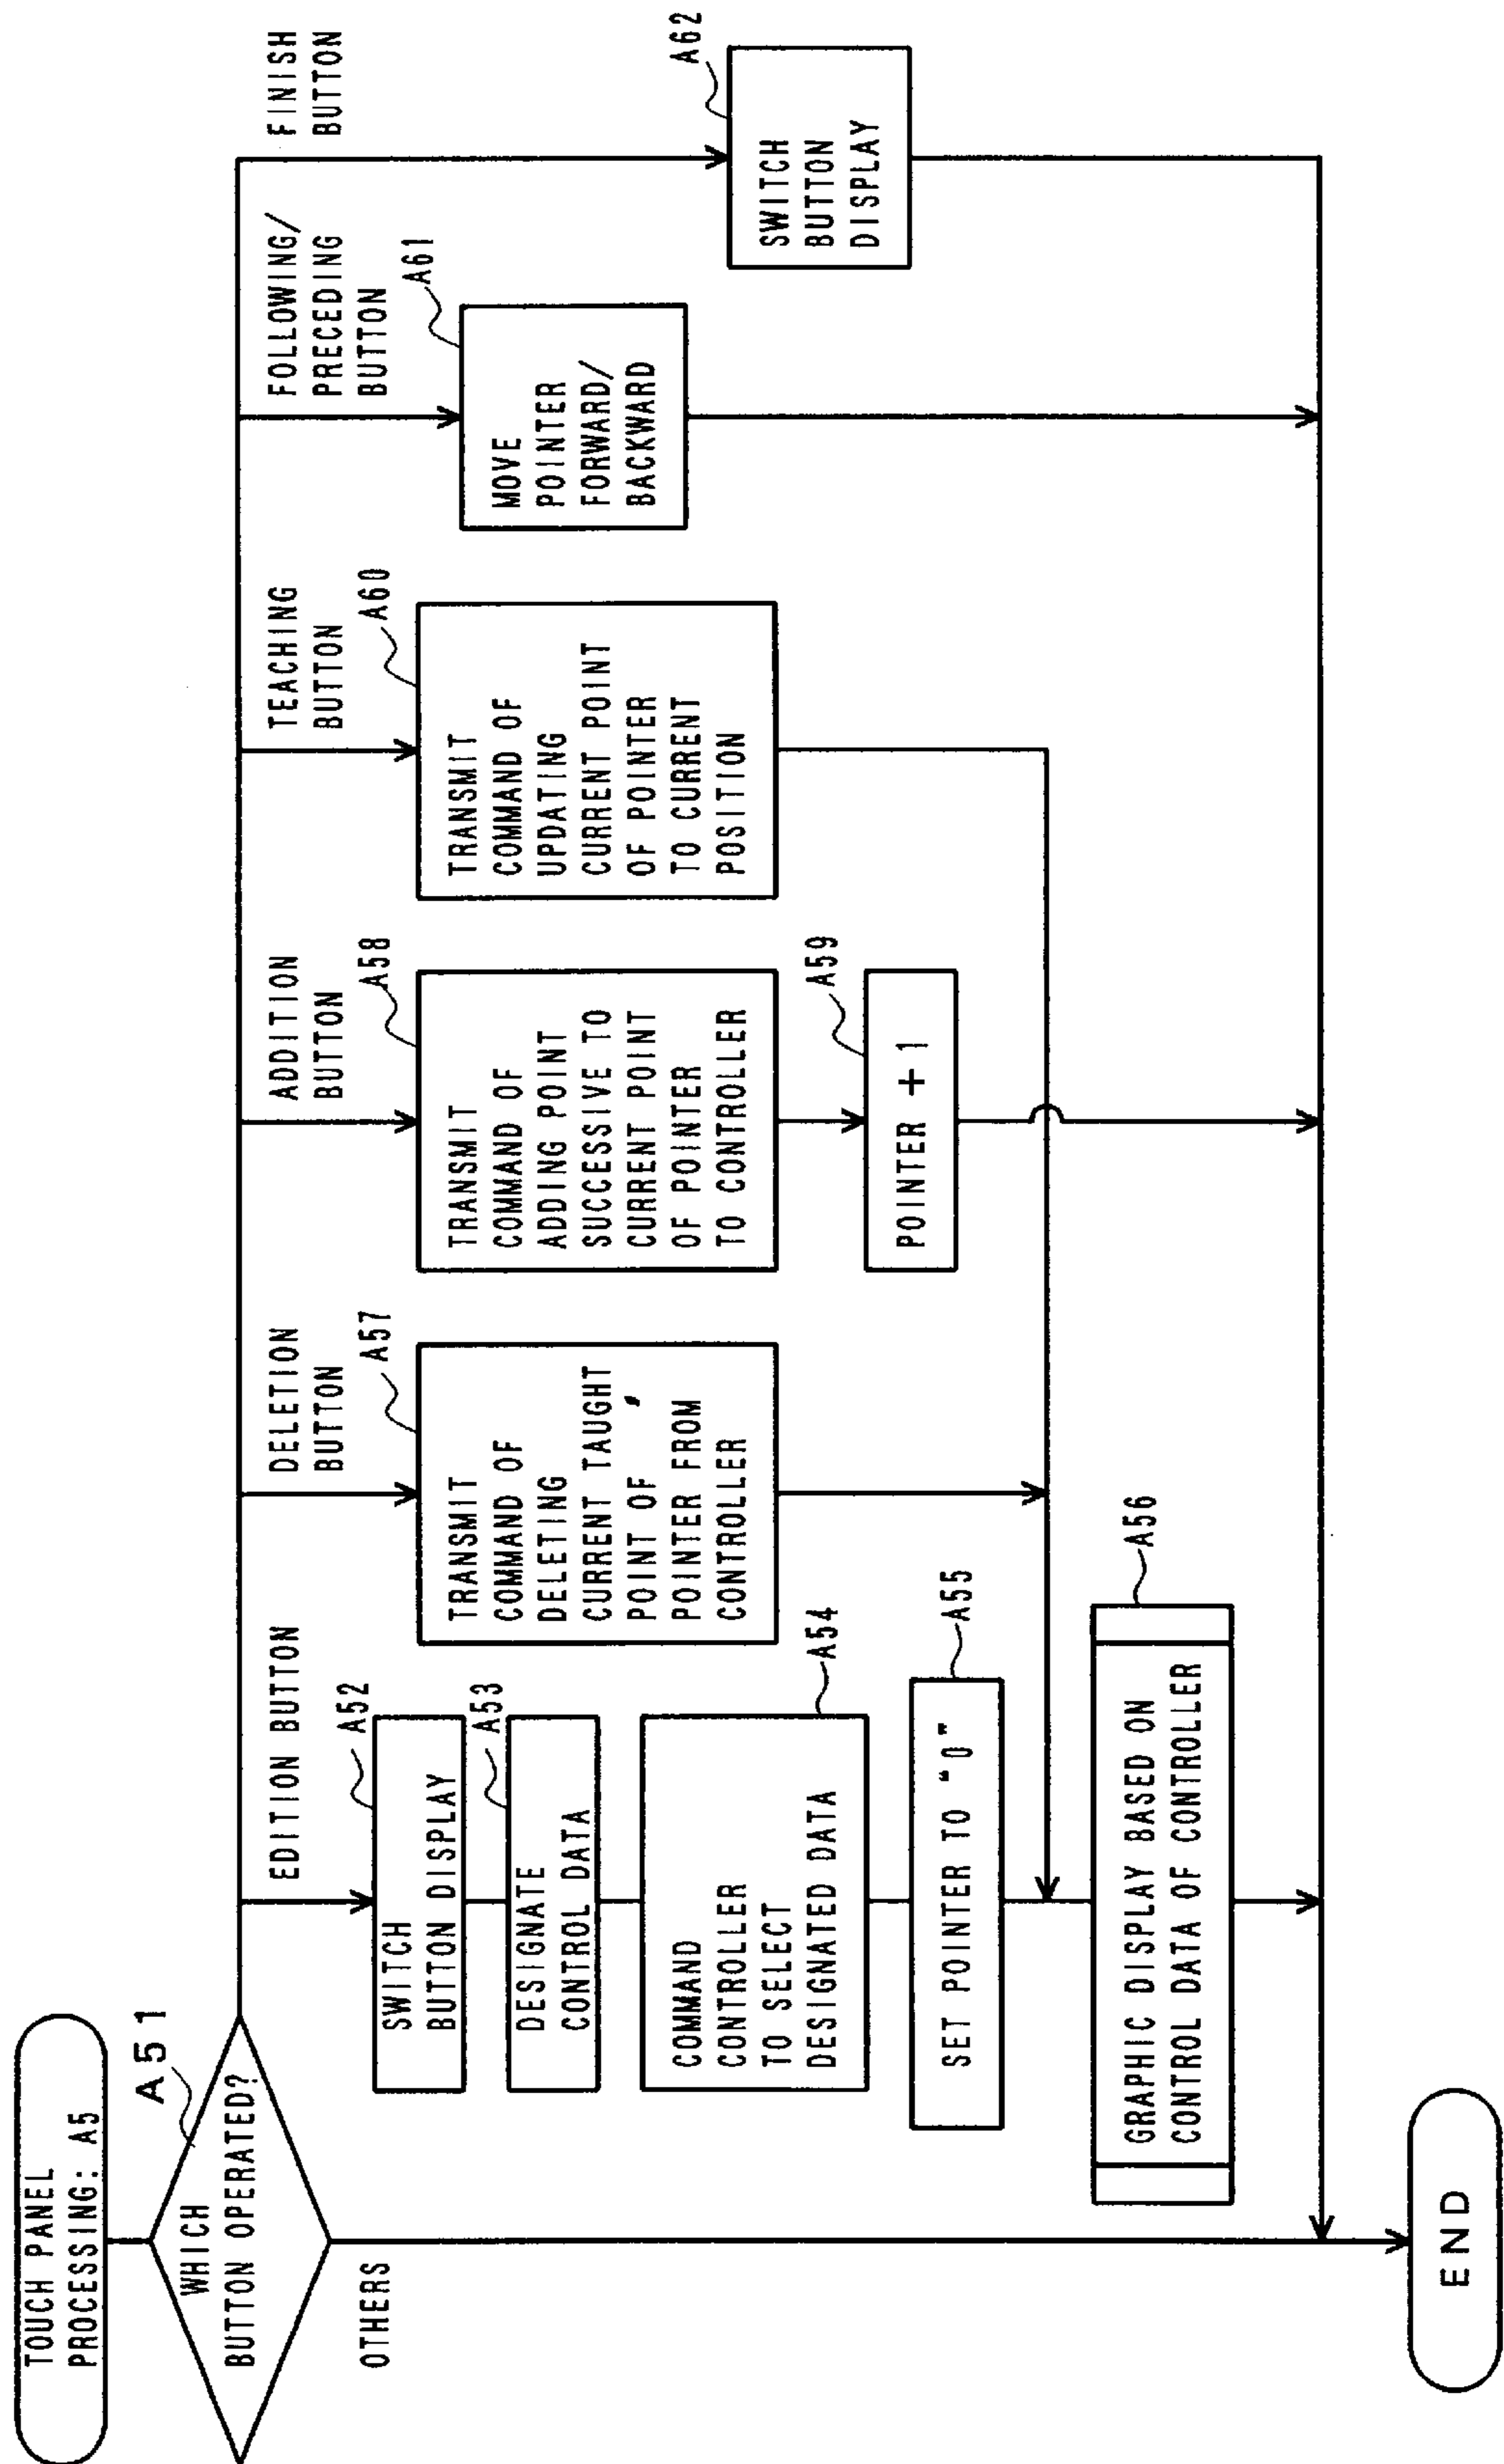 TOUCH PANEL
PROCESSING: A5
A51
WHICH
BUTTON OPERATED?
OTHERS
EDITION BUTTON
A52
SWITCH
BUTTON DISPLAY
A53
DESIGNATE
CONTROL DATA
A54
COMMAND
CONTROLLER
TO SELECT
DESIGNATED DATA
A55
SET POINTER TO "0"
A56
GRAPHIC DISPLAY BASED ON
CONTROL DATA OF CONTROLLER
DELETION
BUTTON
A57
TRANSMIT
COMMAND OF
DELETING
CURRENT TAUGHT
POINT OF
POINTER FROM
CONTROLLER
ADDITION
BUTTON
A58
TRANSMIT
COMMAND OF
ADDING POINT
SUCCESSIVE TO
CURRENT POINT
OF POINTER
TO CONTROLLER
A59
POINTER + 1
TEACHING
BUTTON
A60
TRANSMIT
COMMAND OF
UPDATING
CURRENT POINT
OF POINTER
TO CURRENT
POSITION
FOLLOWING/
PRECEDING
BUTTON
A61
MOVE
POINTER
FORWARD/
BACKWARD
FINISH
BUTTON
A62
SWITCH
BUTTON
DISPLAY
END